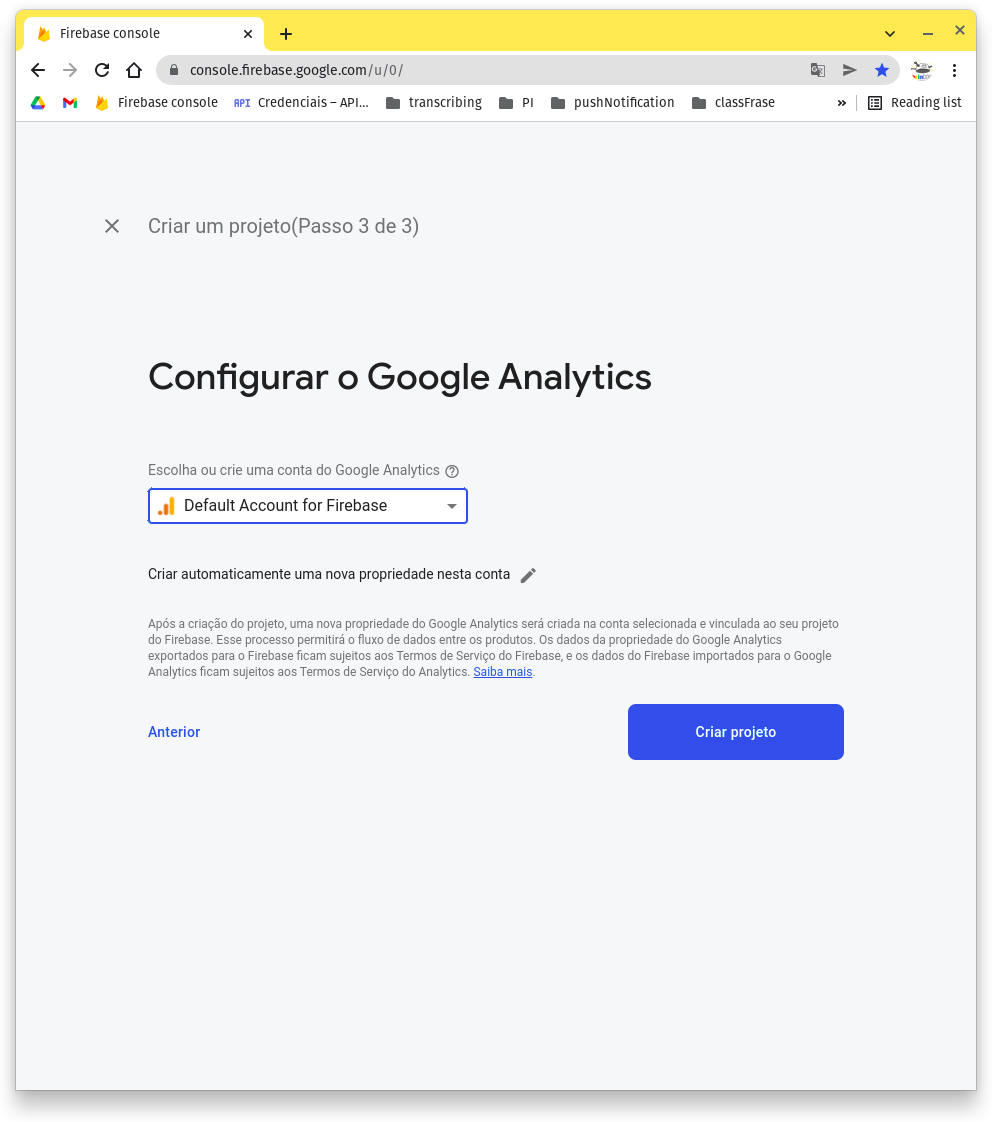 Firebase console
console.firebase.google.com/u/0/
Firebase console API Credenciais – API... transcribing PI pushNotification classFrase » Reading list
Criar um projeto(Passo 3 de 3)
Configurar o Google Analytics
Escolha ou crie uma conta do Google Analytics
Default Account for Firebase
Criar automaticamente uma nova propriedade nesta conta
Após a criação do projeto, uma nova propriedade do Google Analytics será criada na conta selecionada e vinculada ao seu projeto
do Firebase. Esse processo permitirá o fluxo de dados entre os produtos. Os dados da propriedade do Google Analytics
exportados para o Firebase ficam sujeitos aos Termos de Serviço do Firebase, e os dados do Firebase importados para o Google
Analytics ficam sujeitos aos Termos de Serviço do Analytics. Saiba mais.
Anterior Criar projeto